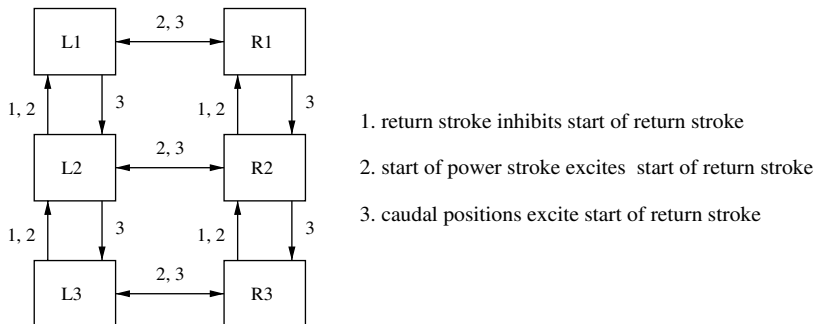 L1
2, 3
R1
1, 2
3
1, 2
3
1. return stroke inhibits start of return stroke
L2
2, 3
R2
2. start of power stroke excites start of return stroke
1, 2
3
1, 2
3
3. caudal positions excite start of return stroke
L3
2, 3
R3